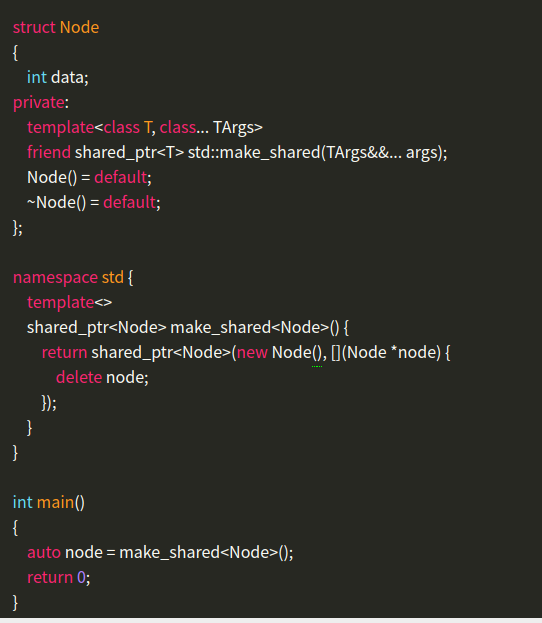 struct Node
{
    int data;
private:
    template<class T, class... TArgs>
    friend shared_ptr<T> std::make_shared(TArgs&&... args);
    Node() = default;
    ~Node() = default;
};

namespace std {
    template<>
    shared_ptr<Node> make_shared<Node>() {
        return shared_ptr<Node>(new Node(), [](Node *node) {
            delete node;
        });
    }
}

int main()
{
    auto node = make_shared<Node>();
    return 0;
}